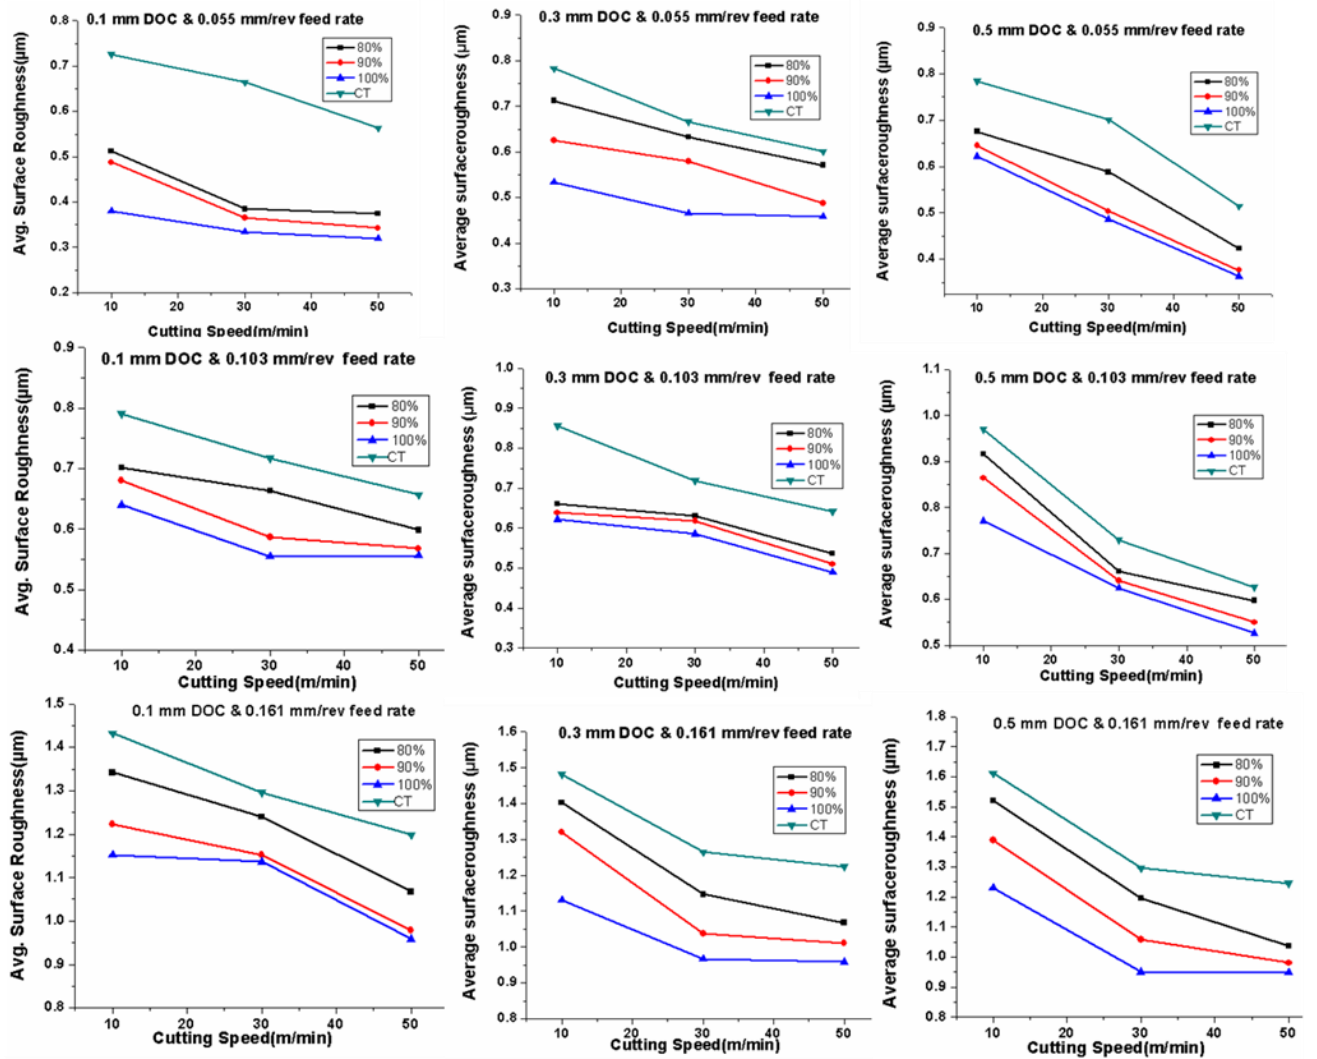 0.1 mm DOC & 0.055 mm/rev feed rate
Avg. Surface Roughness(µm)
0.8
0.7
0.6
0.5
0.4
0.3
0.2
80%
90%
100%
CT
10 20 30 40 50
Cutting Speed(m/min)
0.3 mm DOC & 0.055 mm/rev feed rate
Average surfaceroughness (µm)
0.9
0.8
0.7
0.6
0.5
0.4
0.3
80%
90%
100%
CT
10 20 30 40 50
Cutting Speed(m/min)
0.5 mm DOC & 0.055 mm/rev feed rate
Average surfaceroughness (µm)
0.9
0.8
0.7
0.6
0.5
0.4
80%
90%
100%
CT
10 20 30 40 50
Cutting Speed(m/min)
0.1 mm DOC & 0.103 mm/rev feed rate
Avg. Surface Roughness(µm)
0.9
0.8
0.7
0.6
0.5
0.4
80%
90%
100%
CT
10 20 30 40 50
Cutting Speed(m/min)
0.3 mm DOC & 0.103 mm/rev feed rate
Average surfaceroughness (µm)
1.0
0.9
0.8
0.7
0.6
0.5
0.4
0.3
80%
90%
100%
CT
10 20 30 40 50
Cutting Speed(m/min)
0.5 mm DOC & 0.103 mm/rev feed rate
Average surfaceroughness (µm)
1.1
1.0
0.9
0.8
0.7
0.6
0.5
80%
90%
100%
CT
10 20 30 40 50
Cutting Speed(m/min)
0.1 mm DOC & 0.161 mm/rev feed rate
Avg. Surface Roughness(µm)
1.5
1.4
1.3
1.2
1.1
1.0
0.9
0.8
80%
90%
100%
CT
10 20 30 40 50
Cutting Speed(m/min)
0.3 mm DOC & 0.161 mm/rev feed rate
Average surfaceroughness (µm)
1.6
1.5
1.4
1.3
1.2
1.1
1.0
0.9
0.8
80%
90%
100%
CT
10 20 30 40 50
Cutting Speed(m/min)
0.5 mm DOC & 0.161 mm/rev feed rate
Average surfaceroughness (µm)
1.8
1.7
1.6
1.5
1.4
1.3
1.2
1.1
1.0
0.9
0.8
80%
90%
100%
CT
10 20 30 40 50
Cutting Speed(m/min)